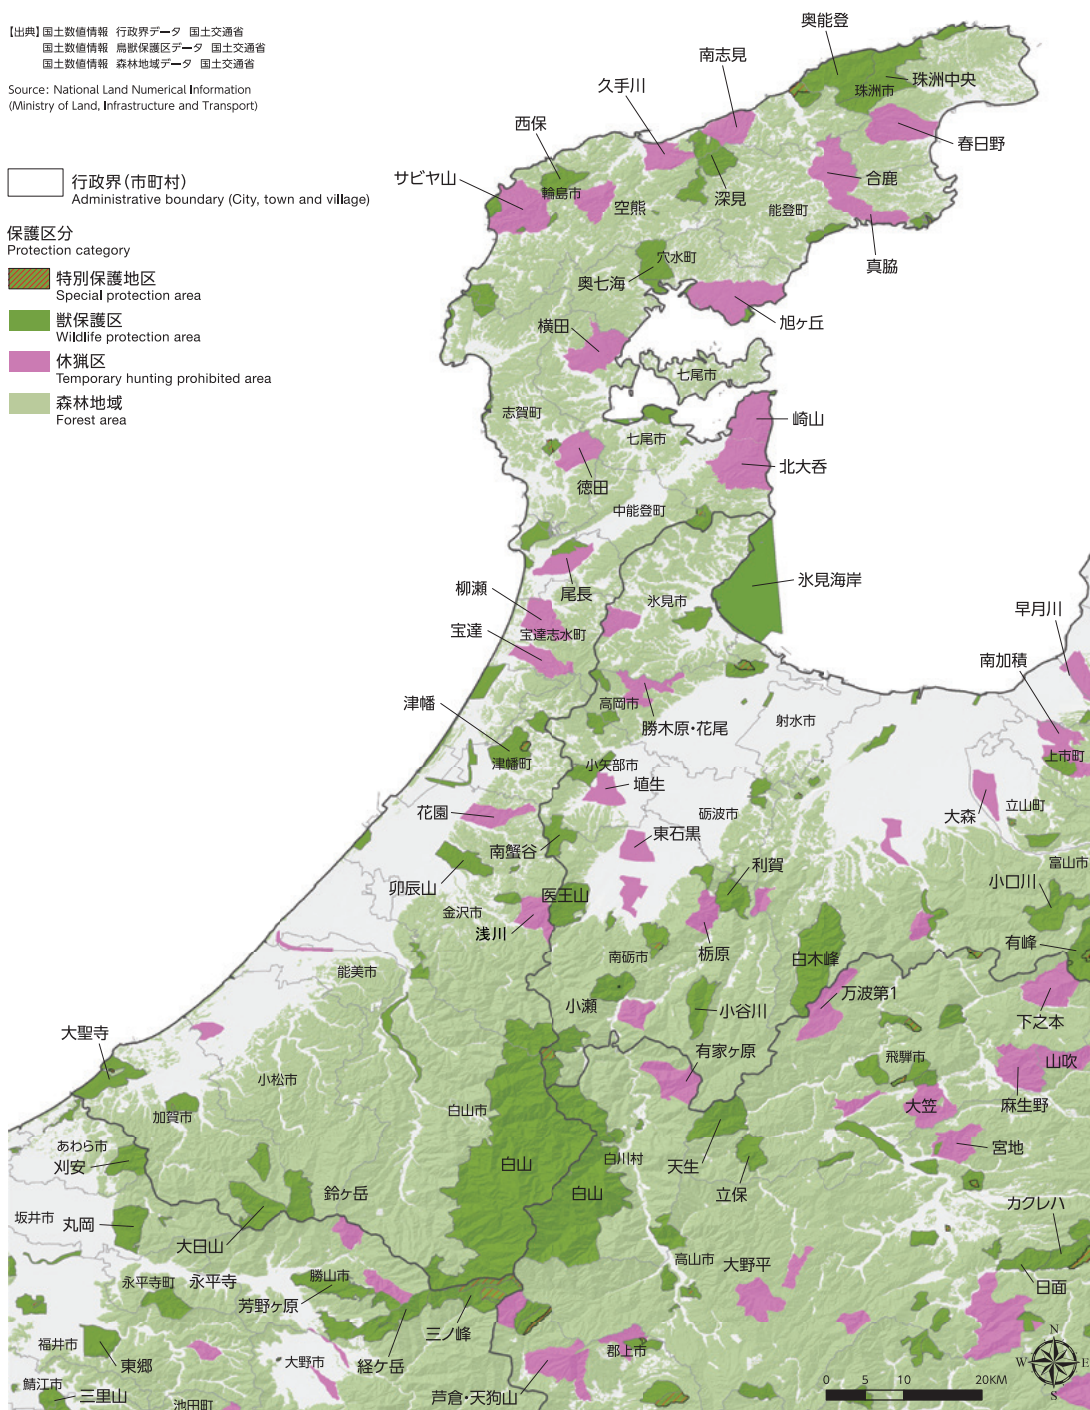 【出典】国土数値情報 行政界データ 国土交通省
国土数値情報 鳥獣保護区データ 国土交通省
国土数値情報 森林地域データ 国土交通省
Source: National Land Numerical Information
(Ministry of Land, Infrastructure and Transport)
行政界（市町村）
Administrative boundary (City, town and village)
保護区分
Protection category
特別保護地区
Special protection area
獣保護区
Wildlife protection area
休猟区
Temporary hunting prohibited area
森林地域
Forest area
奥能登
南志見
珠洲中央
久手川
珠洲市
西保
春日野
サビヤ山
合鹿
輪島市
空熊
深見
能登町
真脇
穴水町
奥七海
旭ヶ丘
横田
七尾市
志賀町
崎山
七尾市
北大呑
徳田
中能登町
氷見海岸
柳瀬
尾長
氷見市
早月川
宝達
宝達志水町
南加積
津幡
高岡市
勝木原・花尾
射水市
上市町
津幡町
小矢部市
埴生
砺波市
大森
立山町
花園
東石黒
南蟹谷
利賀
富山市
卯辰山
小口川
医王山
金沢市
浅川
栃原
有峰
南砺市
白木峰
能美市
万波第1
小瀬
小谷川
下之本
大聖寺
有家ヶ原
飛騨市
山吹
小松市
白山市
大笠
麻生野
加賀市
あわら市
宮地
刈安
白山
白川村
天生
鈴ヶ岳
白山
立保
カクレハ
坂井市
丸岡
大日山
高山市
大野平
永平寺町
永平寺
勝山市
日面
芳野ヶ原
三ノ峰
福井市
東郷
大野市
経ケ岳
郡上市
鯖江市
三里山
芦倉・天狗山
池田町
N
W
E
S
0
5
10
20KM